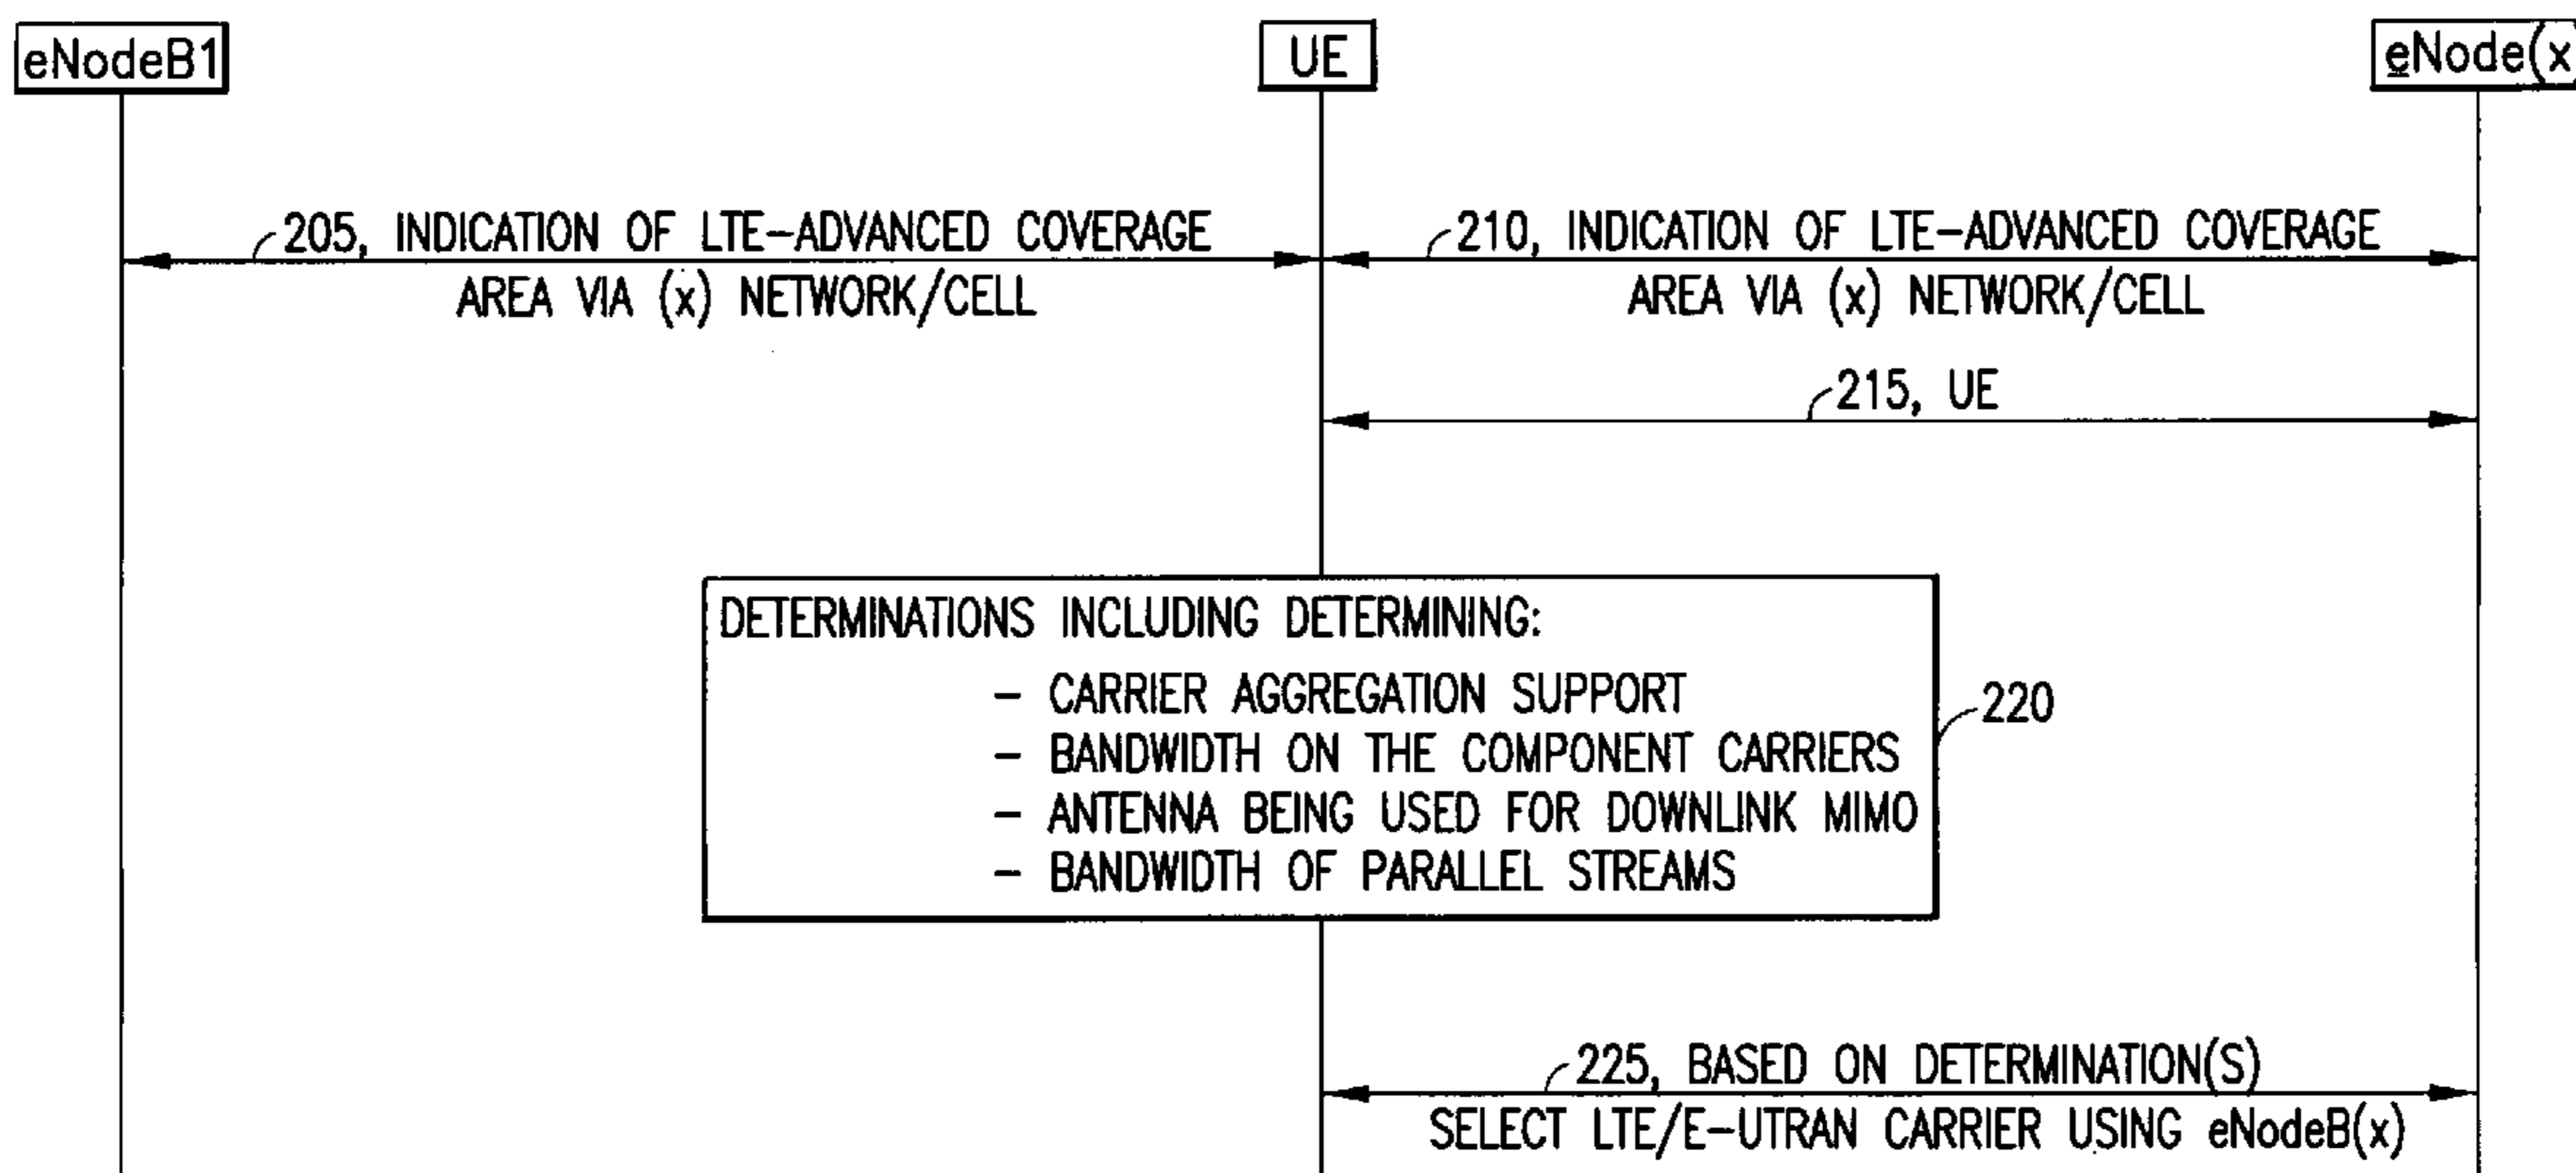 eNodeB1
UE
eNode(x)
205, INDICATION OF LTE-ADVANCED COVERAGE
AREA VIA (x) NETWORK/CELL
210, INDICATION OF LTE-ADVANCED COVERAGE
AREA VIA (x) NETWORK/CELL
215, UE
DETERMINATIONS INCLUDING DETERMINING:
- CARRIER AGGREGATION SUPPORT
- BANDWIDTH ON THE COMPONENT CARRIERS
- ANTENNA BEING USED FOR DOWNLINK MIMO
- BANDWIDTH OF PARALLEL STREAMS
220
225, BASED ON DETERMINATION(S)
SELECT LTE/E-UTRAN CARRIER USING eNodeB(x)